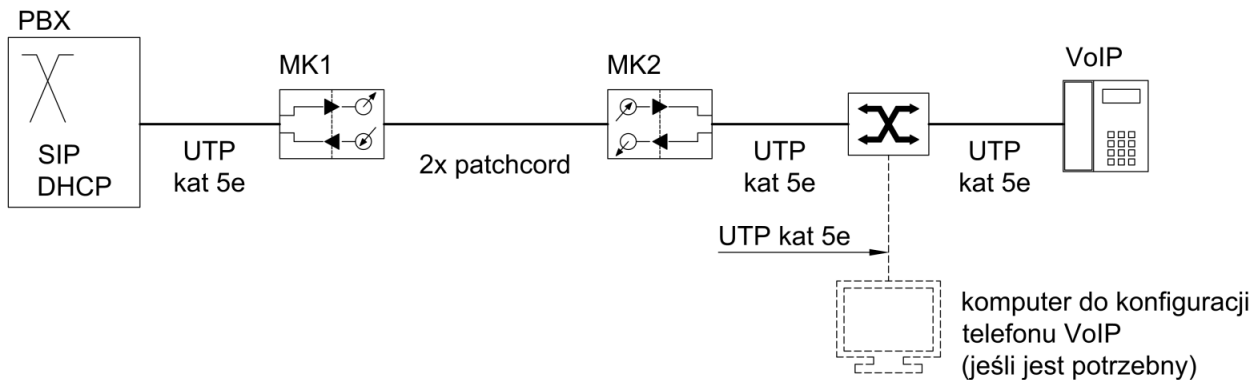 PBX
SIP
DHCP
UTP
kat 5e
MK1
2x patchcord
MK2
UTP
kat 5e
UTP
kat 5e
VoIP
UTP kat 5e
komputer do konfiguracji
telefonu VoIP
(jeśli jest potrzebny)